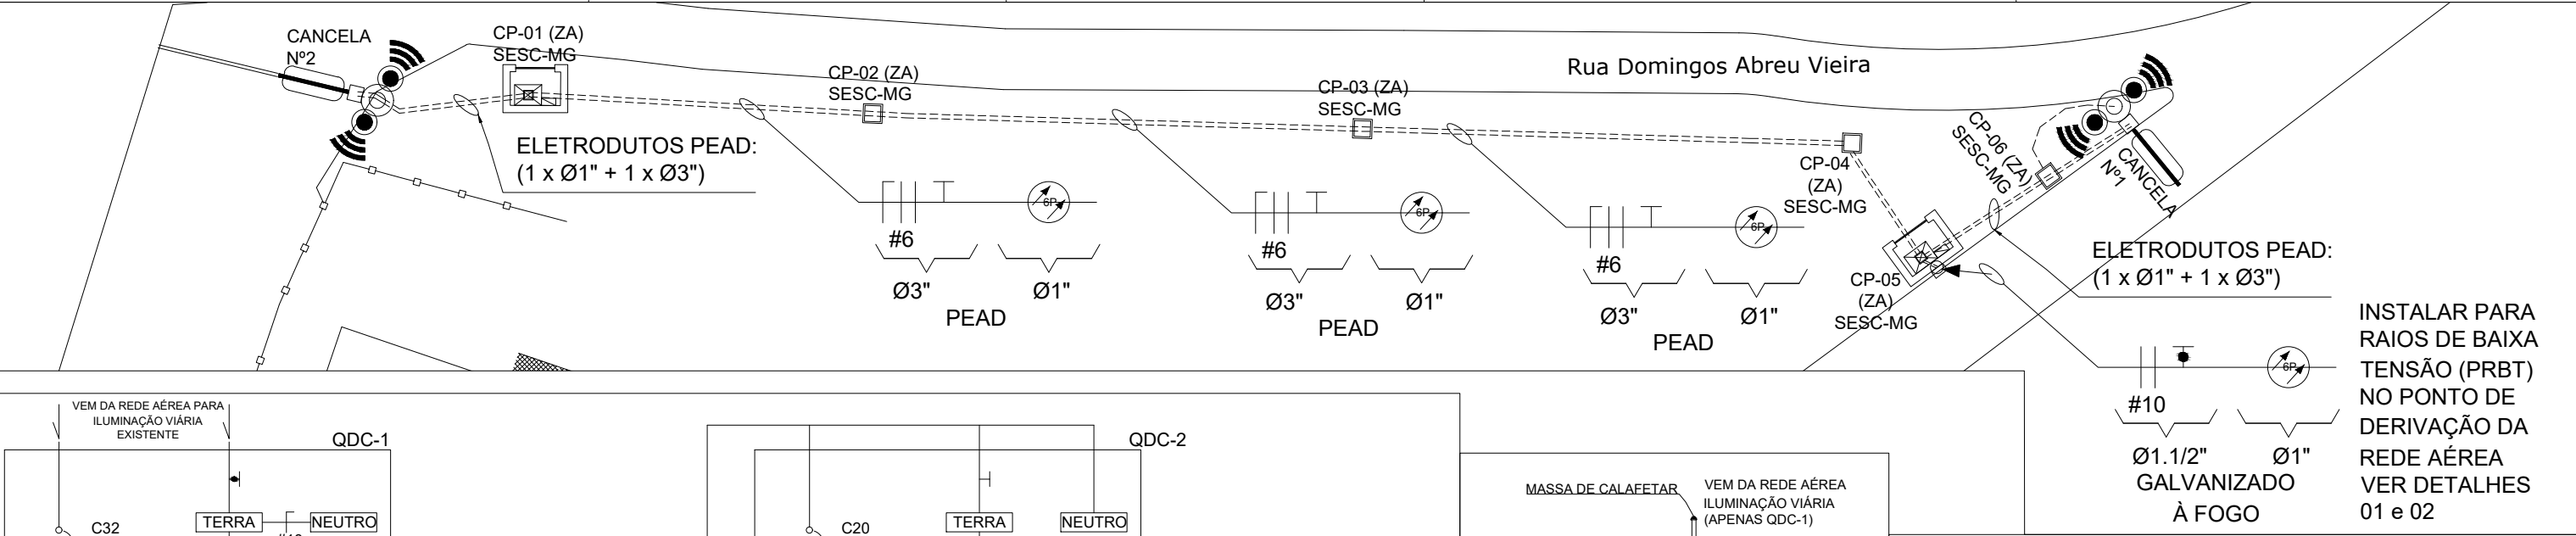 CANCELA
Nº2
CP-01 (ZA)
SESC-MG
CP-02 (ZA)
SESC-MG
CP-03 (ZA)
SESC-MG
Rua Domingos Abreu Vieira
ELETRODUTOS PEAD:
(1 x Ø1" + 1 x Ø3")
CP-04
(ZA)
SESC-MG
CP-06 (ZA)
SESC-MG
CANCELA
Nº1
#6
6P
Ø3"
Ø1"
PEAD
#6
6P
Ø3"
Ø1"
PEAD
#6
6P
Ø3"
Ø1"
PEAD
CP-05
(ZA)
SESC-MG
ELETRODUTOS PEAD:
(1 x Ø1" + 1 x Ø3")
#10
6P
Ø1.1/2"
Ø1"
GALVANIZADO
À FOGO
INSTALAR PARA
RAIOS DE BAIXA
TENSÃO (PRBT)
NO PONTO DE
DERIVAÇÃO DA
REDE AÉREA
VER DETALHES
01 e 02
VEM DA REDE AÉREA PARA
ILUMINAÇÃO VIÁRIA
EXISTENTE
QDC-1
C32
TERRA
NEUTRO
QDC-2
C20
TERRA
NEUTRO
MASSA DE CALAFETAR
VEM DA REDE AÉREA
ILUMINAÇÃO VIÁRIA
(APENAS QDC-1)